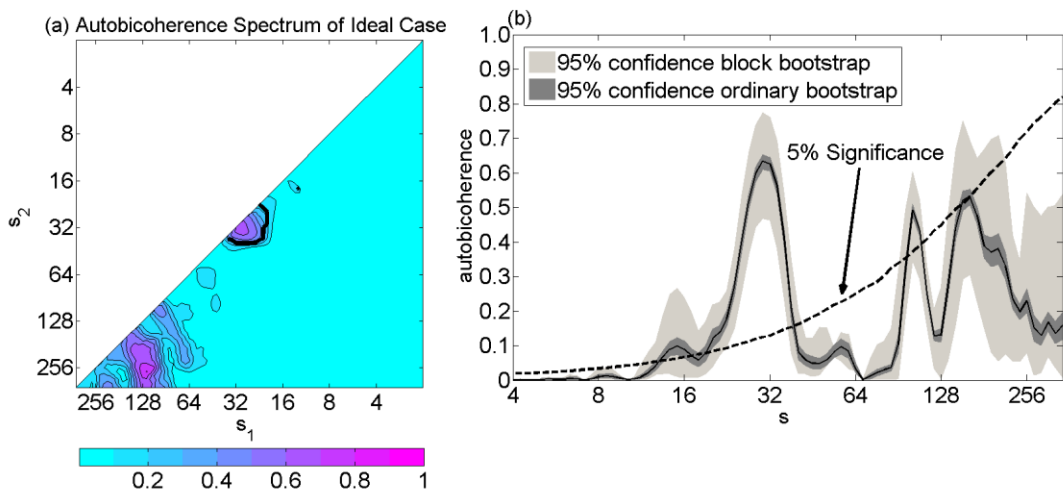 (a) Autobicoherence Spectrum of Ideal Case
4
8
16
32
64
128
256
s_2
256 128 64 32 16 8 4
s_1
0.2 0.4 0.6 0.8 1
(b)
1.0
0.9
0.8
0.7
0.6
0.5
0.4
0.3
0.2
0.1
0
autobicoherence
95% confidence block bootstrap
95% confidence ordinary bootstrap
5% Significance
4 8 16 32 64 128 256
s